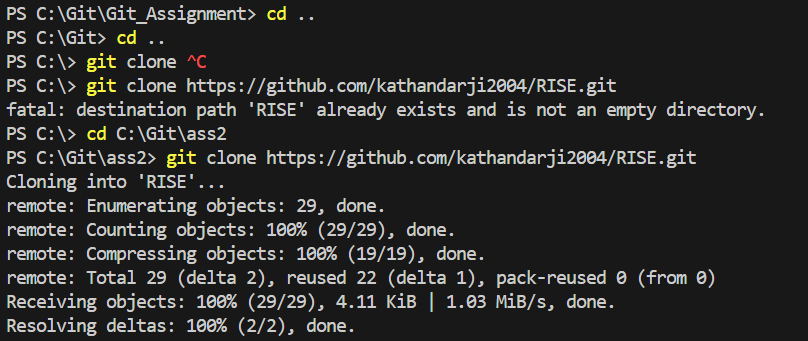 PS C:\Git\Git_Assignment> cd ..
PS C:\Git> cd ..
PS C:\> git clone ^C
PS C:\> git clone https://github.com/kathandarji2004/RISE.git
fatal: destination path 'RISE' already exists and is not an empty directory.
PS C:\> cd C:\Git\ass2
PS C:\Git\ass2> git clone https://github.com/kathandarji2004/RISE.git
Cloning into 'RISE'...
remote: Enumerating objects: 29, done.
remote: Counting objects: 100% (29/29), done.
remote: Compressing objects: 100% (19/19), done.
remote: Total 29 (delta 2), reused 22 (delta 1), pack-reused 0 (from 0)
Receiving objects: 100% (29/29), 4.11 KiB | 1.03 MiB/s, done.
Resolving deltas: 100% (2/2), done.